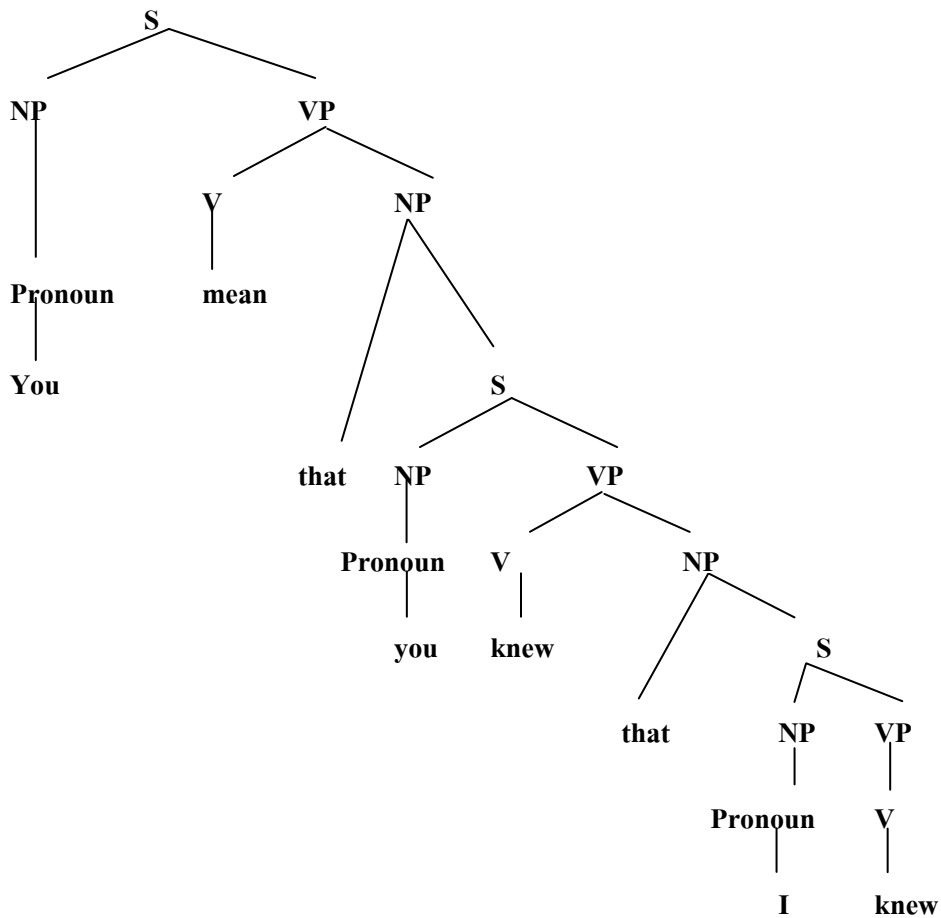 S
NP VP
V NP
Pronoun mean
You S
that NP VP
Pronoun V NP
you knew S
that NP VP
Pronoun V
I knew